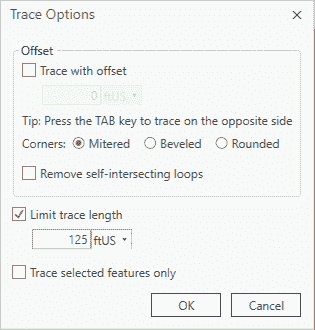 Trace Options
Offset
Trace with offset
0 ftUS
Tip: Press the TAB key to trace on the opposite side
Corners: Mitered Beveled Rounded
Remove self-intersecting loops
Limit trace length
125 ftUS
Trace selected features only
OK Cancel